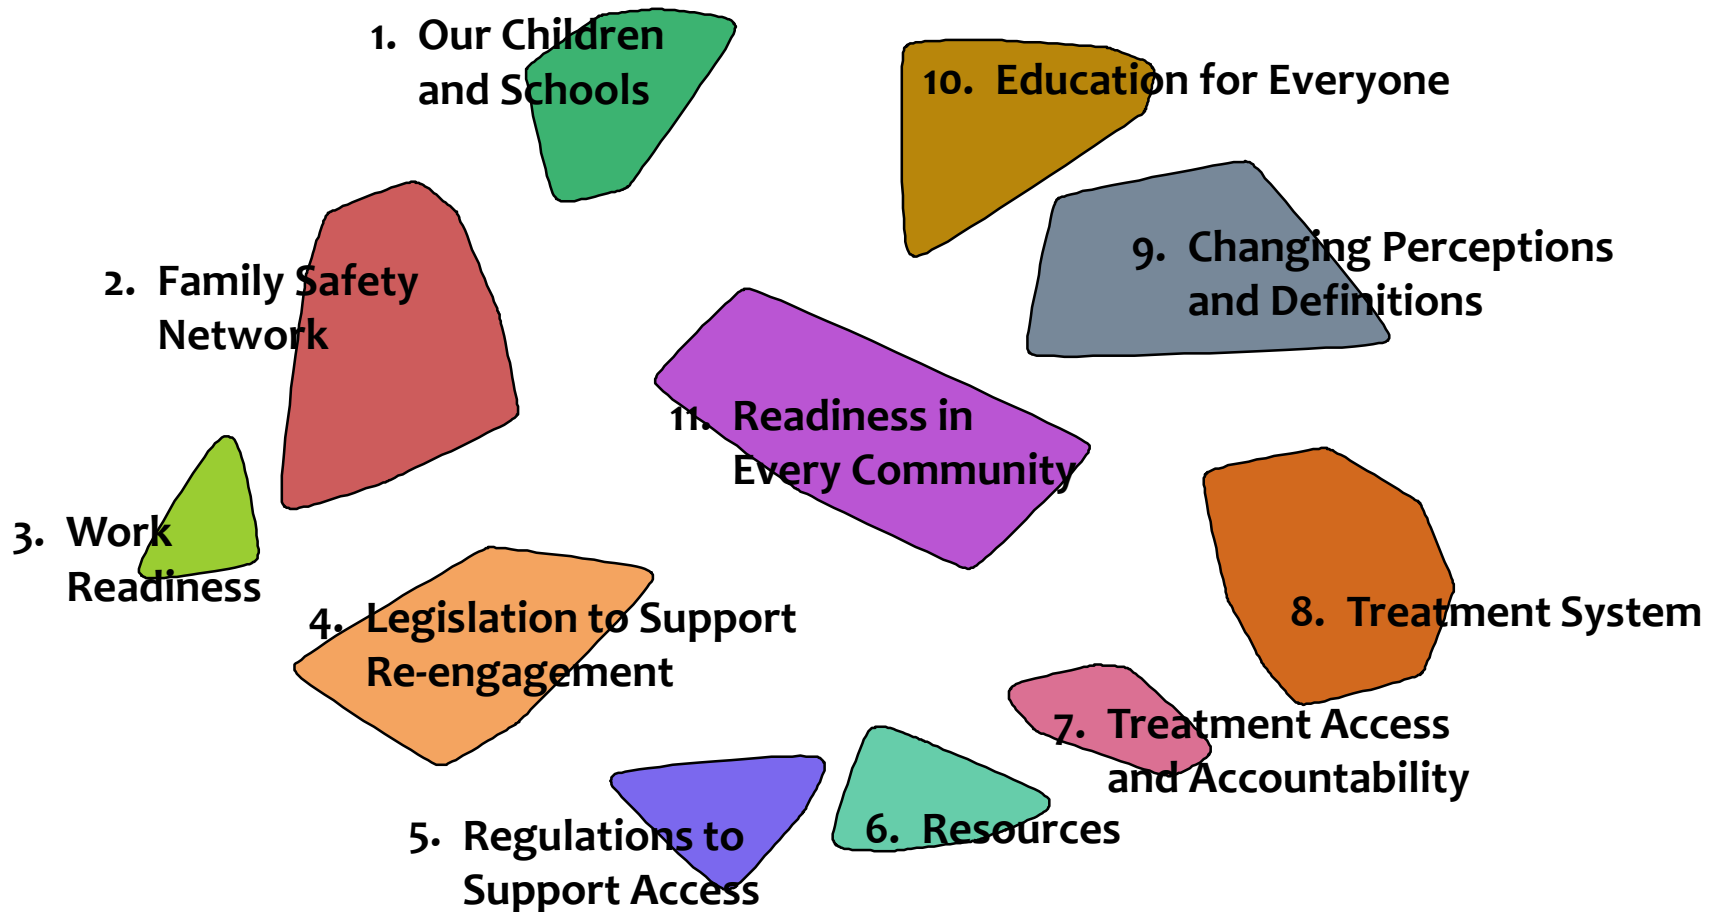 1. Our Children
and Schools
10. Education for Everyone
2. Family Safety
Network
9. Changing Perceptions
and Definitions
11. Readiness in
Every Community
3. Work
Readiness
4. Legislation to Support
Re-engagement
8. Treatment System
7. Treatment Access
and Accountability
5. Regulations to
Support Access
6. Resources